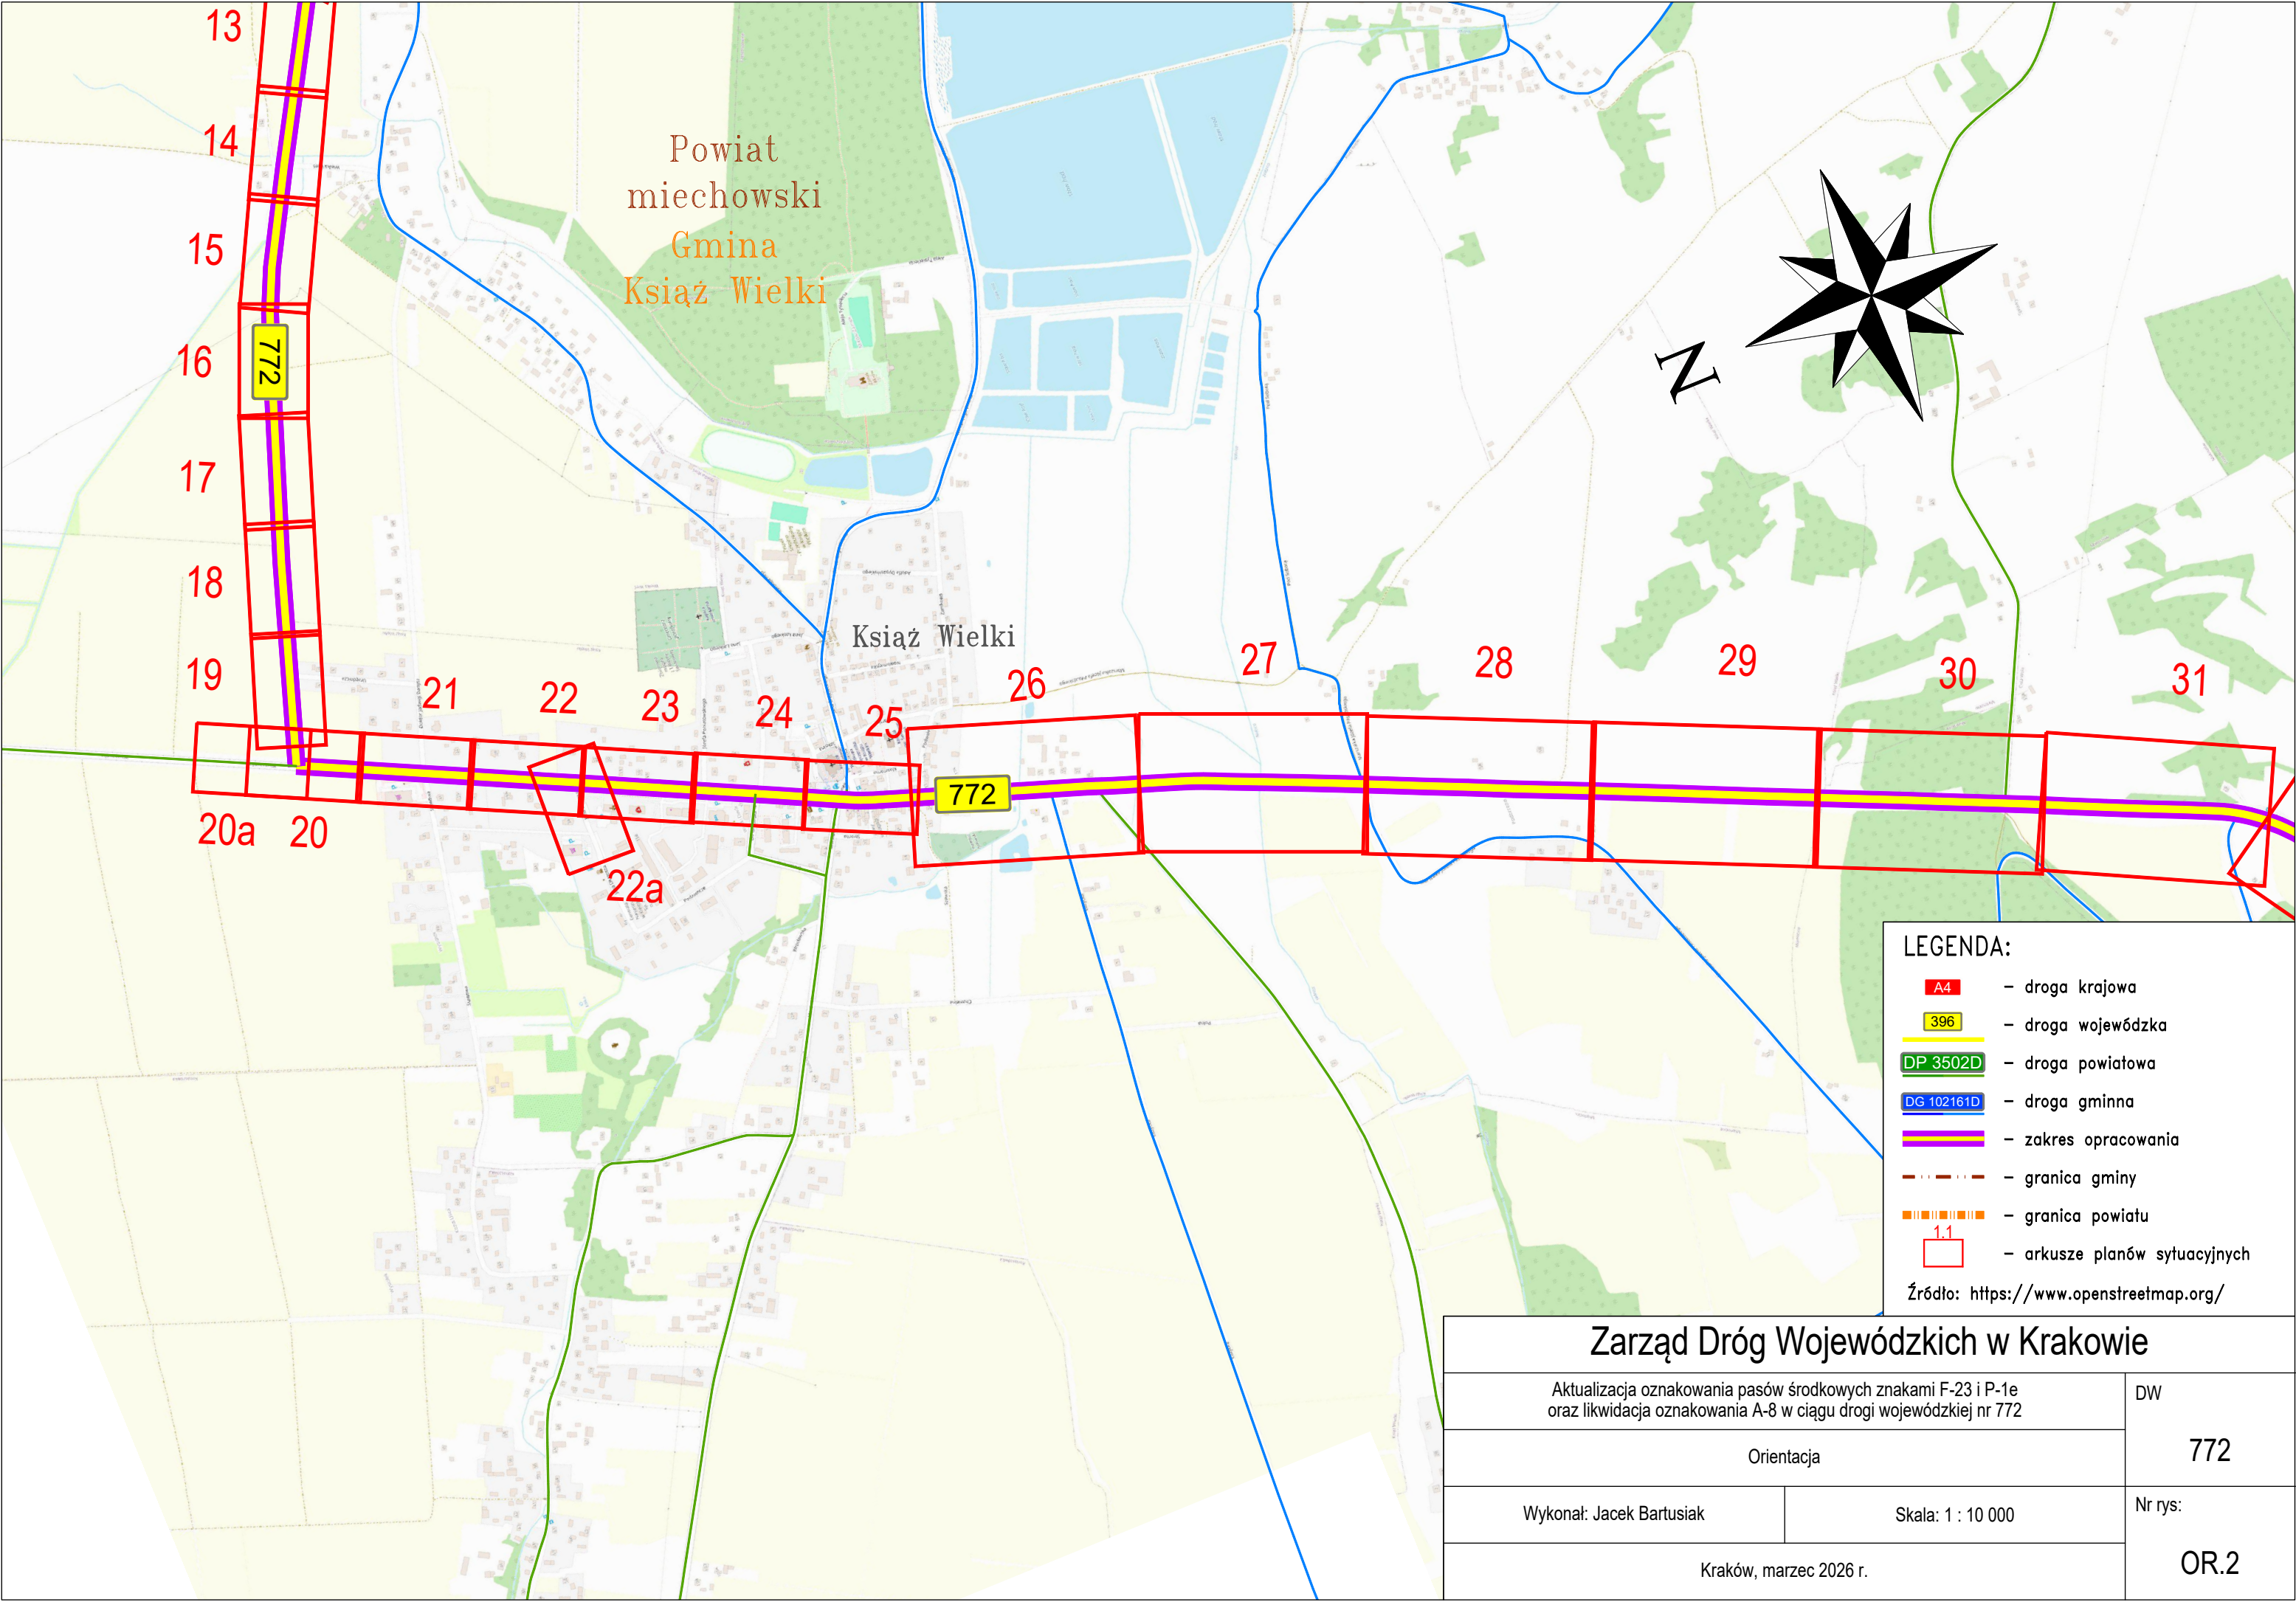 13
14
15
16
17
18
19
20a
20
21
22
22a
23
24
25
26
27
28
29
30
31
772
772
Powiat
miechowski
Gmina
Książ Wielki
Książ Wielki
N
LEGENDA:
A4 – droga krajowa
396 – droga wojewódzka
DP 3502D – droga powiatowa
DG 102161D – droga gminna
– zakres opracowania
– granica gminy
– granica powiatu
1.1
– arkusze planów sytuacyjnych
Źródło: https://www.openstreetmap.org/
Zarząd Dróg Wojewódzkich w Krakowie
Aktualizacja oznakowania pasów środkowych znakami F-23 i P-1e
oraz likwidacja oznakowania A-8 w ciągu drogi wojewódzkiej nr 772
DW
772
Orientacja
Wykonał: Jacek Bartusiak
Skala: 1 : 10 000
Nr rys:
OR.2
Kraków, marzec 2026 r.